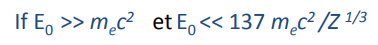 If E₀ >> mₑc² et E₀ << 137 mₑc² /Z ¹/³